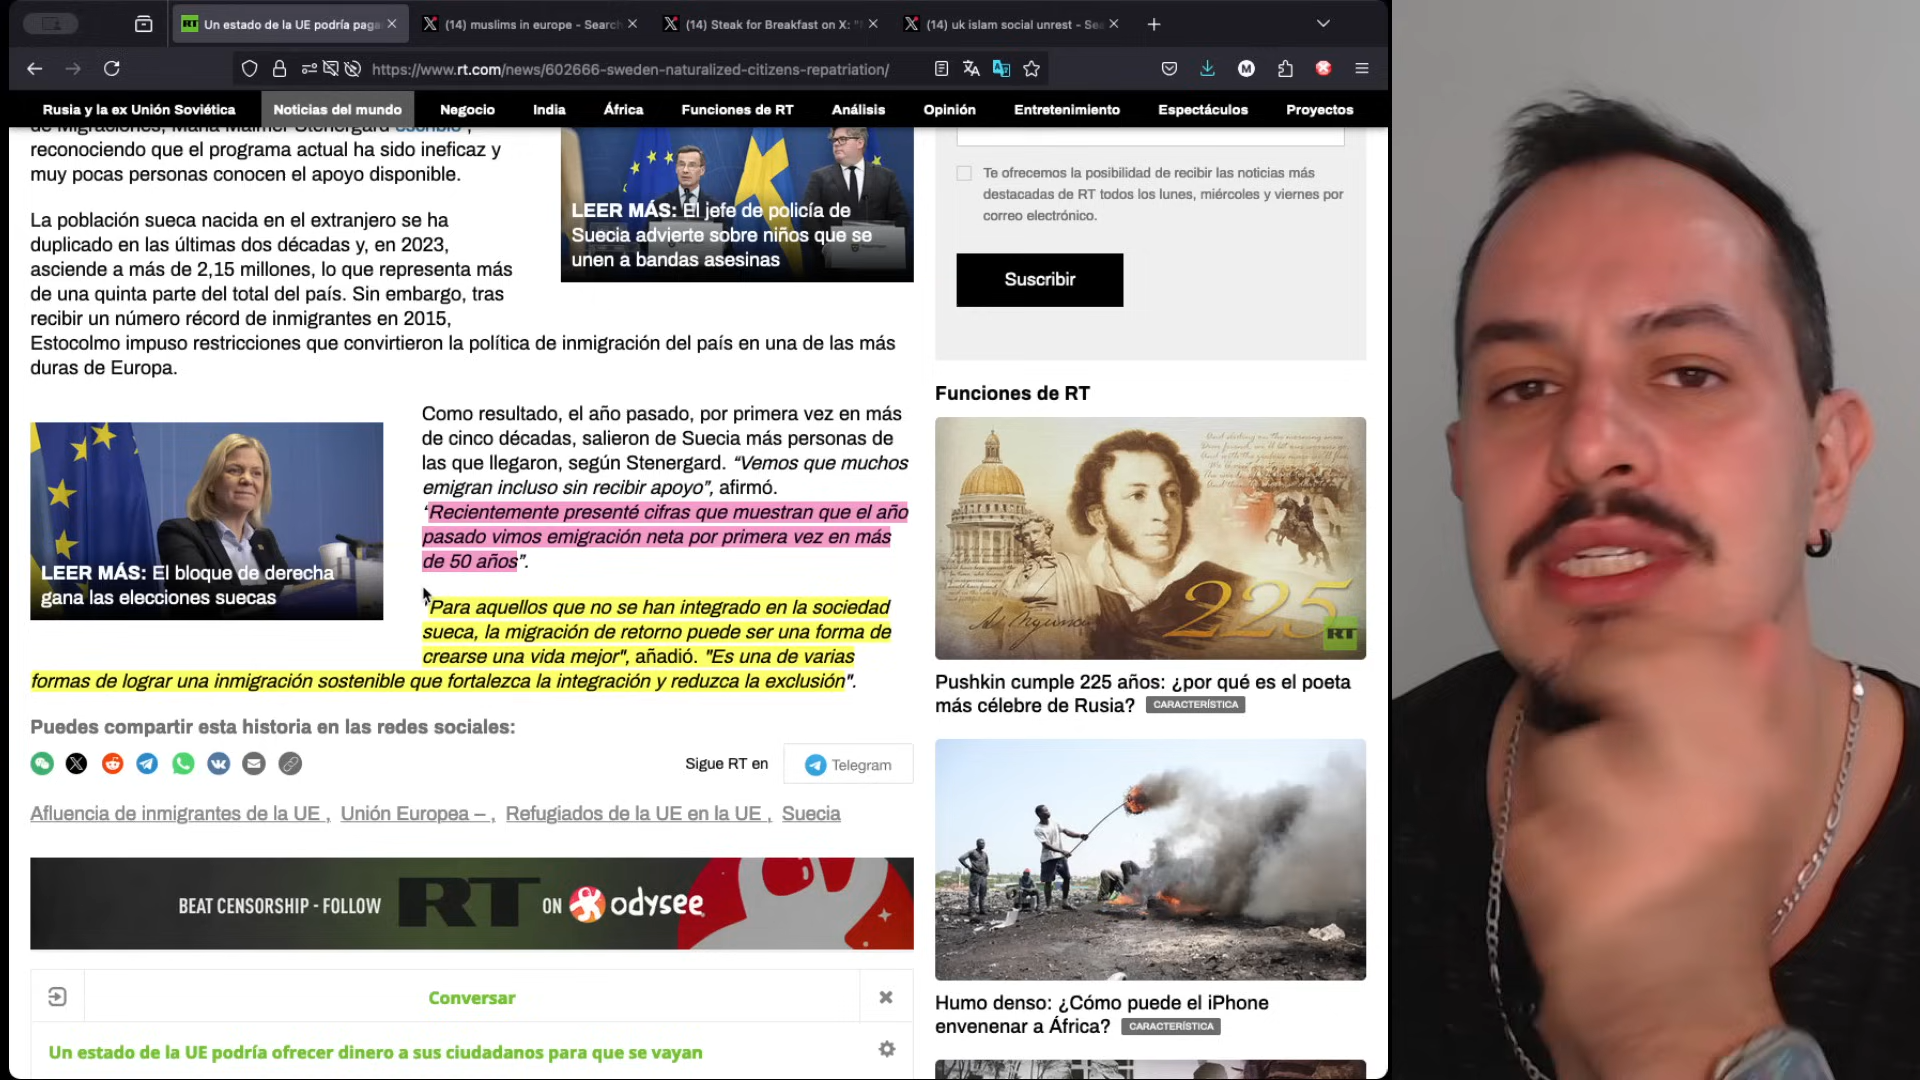 Un estado de la UE podría paga
(14) muslims in europe - Search
(14) Steak for Breakfast on X: "
(14) uk islam social unrest - Sea
https://www.rt.com/news/602666-sweden-naturalized-citizens-repatriation/
Rusia y la ex Unión Soviética
Noticias del mundo
Negocio
India
África
Funciones de RT
Análisis
Opinión
Entretenimiento
Espectáculos
Proyectos
reconociendo que el programa actual ha sido ineficaz y
muy pocas personas conocen el apoyo disponible.
La población sueca nacida en el extranjero se ha
duplicado en las últimas dos décadas y, en 2023,
asciende a más de 2,15 millones, lo que representa más
de una quinta parte del total del país. Sin embargo, tras
recibir un número récord de inmigrantes en 2015,
Estocolmo impuso restricciones que convirtieron la política de inmigración del país en una de las más
duras de Europa.
LEER MÁS: El jefe de policía de
Suecia advierte sobre niños que se
unen a bandas asesinas
Como resultado, el año pasado, por primera vez en más
de cinco décadas, salieron de Suecia más personas de
las que llegaron, según Stenergard. “Vemos que muchos
emigran incluso sin recibir apoyo”, afirmó.
“Recientemente presenté cifras que muestran que el año
pasado vimos emigración neta por primera vez en más
de 50 años”.
LEER MÁS: El bloque de derecha
gana las elecciones suecas
"Para aquellos que no se han integrado en la sociedad
sueca, la migración de retorno puede ser una forma de
crearse una vida mejor", añadió. "Es una de varias
formas de lograr una inmigración sostenible que fortalezca la integración y reduzca la exclusión".
Puedes compartir esta historia en las redes sociales:
Sigue RT en
Telegram
Afluencia de inmigrantes de la UE , Unión Europea – , Refugiados de la UE en la UE , Suecia
BEAT CENSORSHIP - FOLLOW RT ON odysee
Conversar
Un estado de la UE podría ofrecer dinero a sus ciudadanos para que se vayan
Te ofrecemos la posibilidad de recibir las noticias más
destacadas de RT todos los lunes, miércoles y viernes por
correo electrónico.
Suscribir
Funciones de RT
225
RT
Pushkin cumple 225 años: ¿por qué es el poeta
más célebre de Rusia? CARACTERÍSTICA
Humo denso: ¿Cómo puede el iPhone
envenenar a África? CARACTERÍSTICA